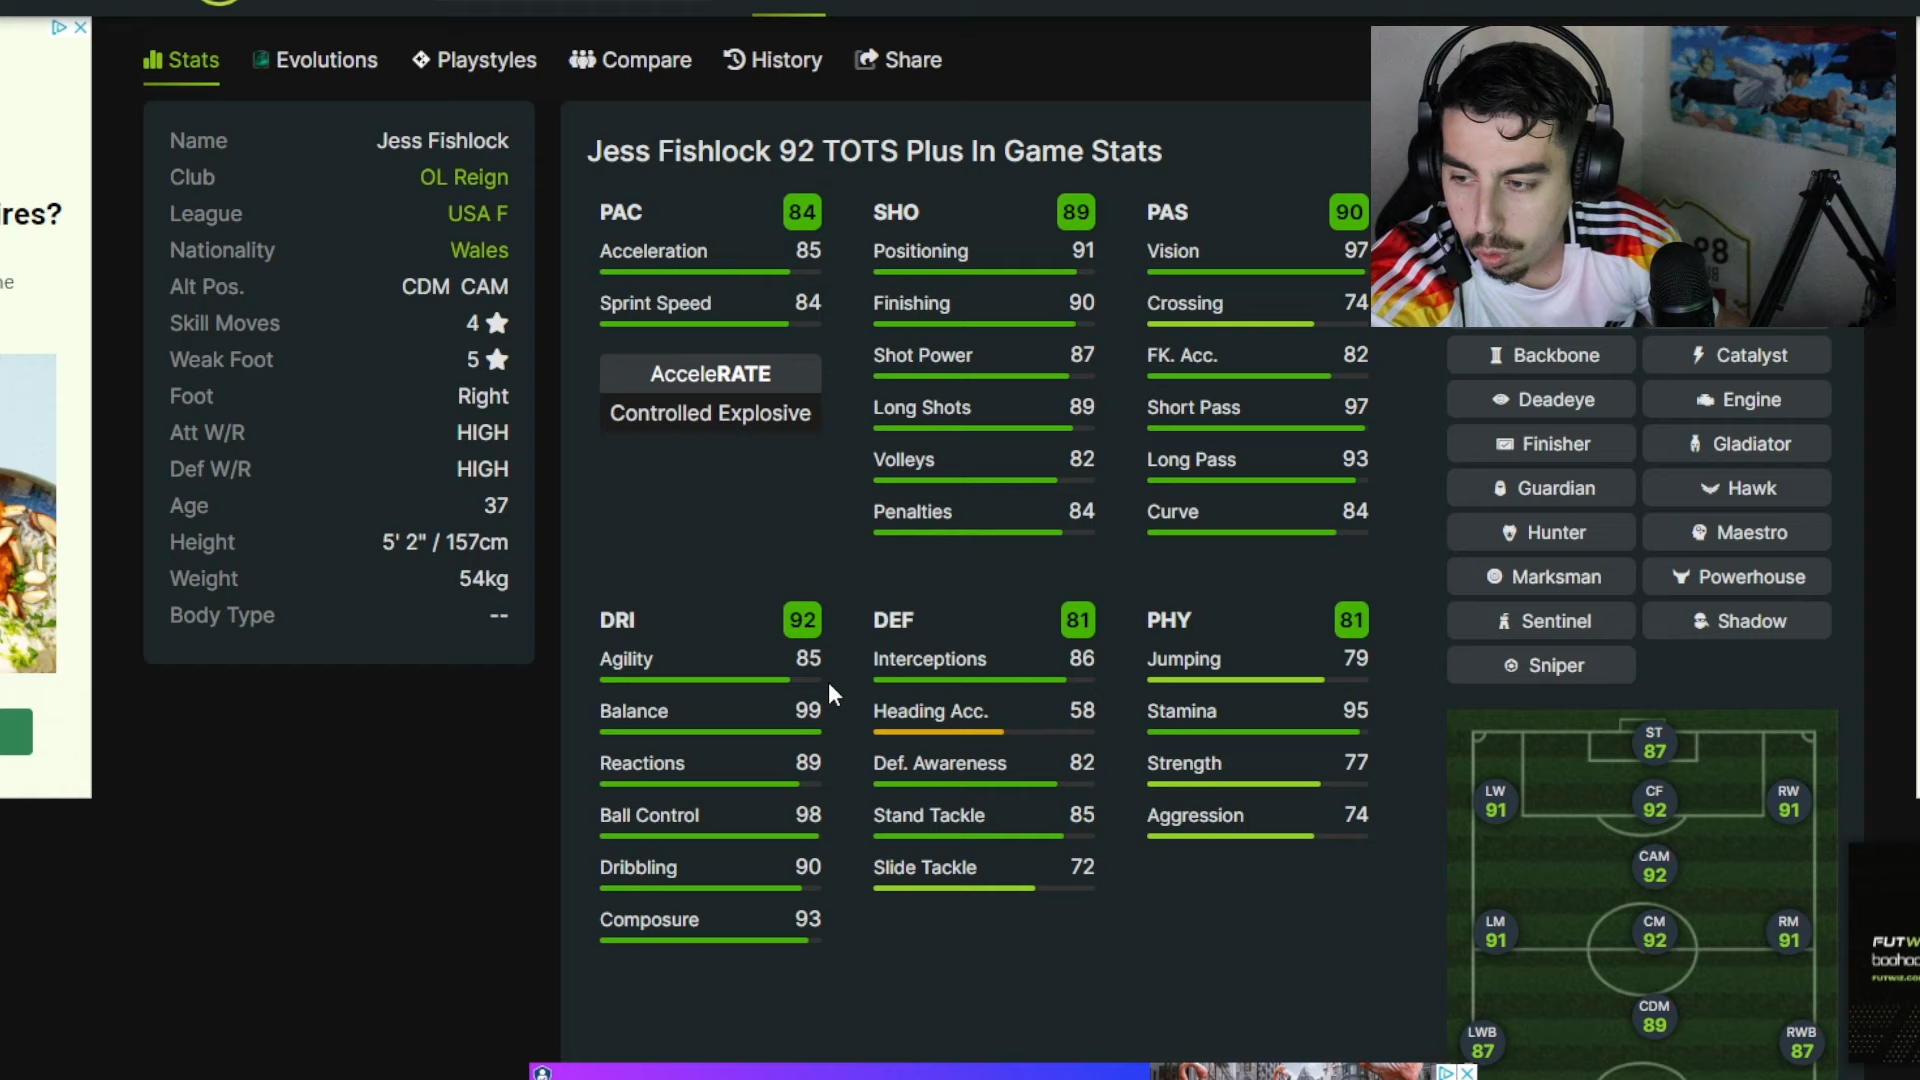 Stats
Evolutions
Playstyles
Compare
History
Share
ires?
ne
Name Jess Fishlock
Club OL Reign
League USA F
Nationality Wales
Alt Pos. CDM CAM
Skill Moves 4
Weak Foot 5
Foot Right
Att W/R HIGH
Def W/R HIGH
Age 37
Height 5' 2" / 157cm
Weight 54kg
Body Type --
Jess Fishlock 92 TOTS Plus In Game Stats
PAC 84
Acceleration 85
Sprint Speed 84
AcceleRATE
Controlled Explosive
SHO 89
Positioning 91
Finishing 90
Shot Power 87
Long Shots 89
Volleys 82
Penalties 84
PAS 90
Vision 97
Crossing 74
FK. Acc. 82
Short Pass 97
Long Pass 93
Curve 84
DRI 92
Agility 85
Balance 99
Reactions 89
Ball Control 98
Dribbling 90
Composure 93
DEF 81
Interceptions 86
Heading Acc. 58
Def. Awareness 82
Stand Tackle 85
Slide Tackle 72
PHY 81
Jumping 79
Stamina 95
Strength 77
Aggression 74
88
Backbone Catalyst
Deadeye Engine
Finisher Gladiator
Guardian Hawk
Hunter Maestro
Marksman Powerhouse
Sentinel Shadow
Sniper
ST
87
LW CF RW
91 92 91
CAM
92
LM CM RM
91 92 91
CDM
89
LWB RWB
87 87
FUTW
boohoo
FUTWIZ.CO